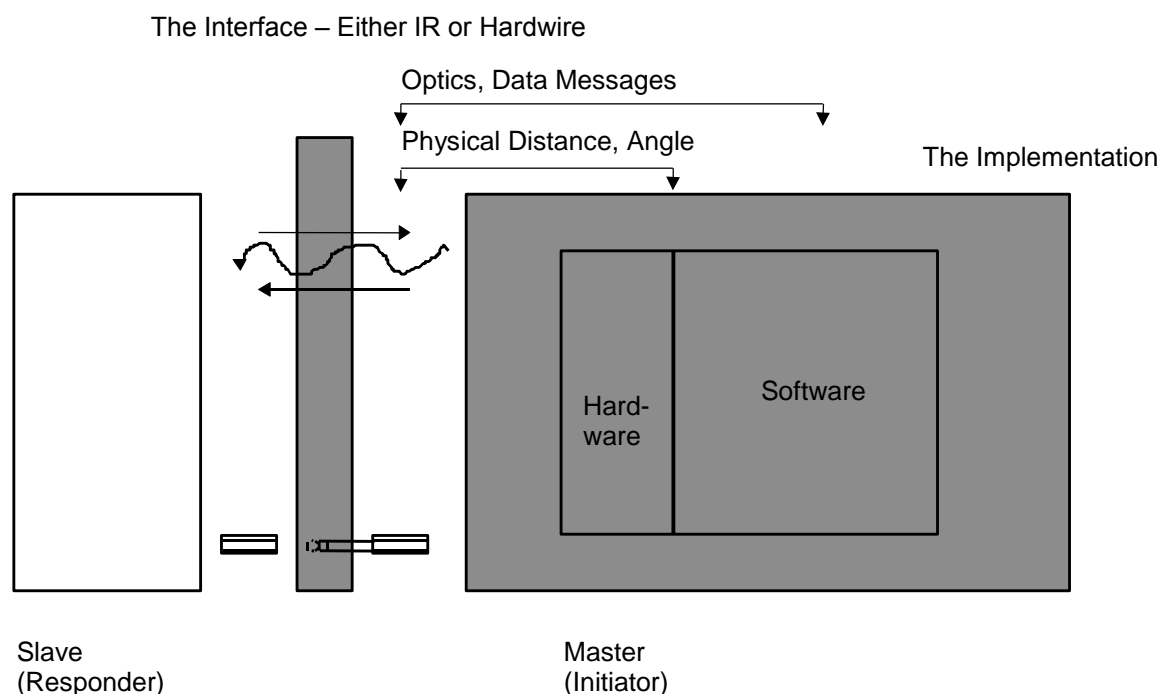 The Interface – Either IR or Hardwire
Optics, Data Messages
Physical Distance, Angle
The Implementation
Hard-
ware
Software
Slave
(Responder)
Master
(Initiator)